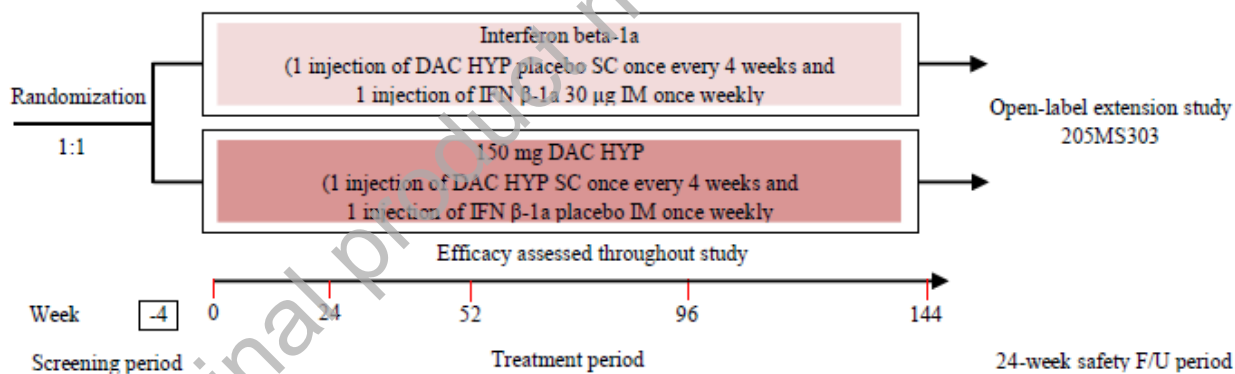 Interferon beta-1a
(1 injection of DAC HYP placebo SC once every 4 weeks and
1 injection of IFN β-1a 30 µg IM once weekly
Randomization
1:1
150 mg DAC HYP
(1 injection of DAC HYP SC once every 4 weeks and
1 injection of IFN β-1a placebo IM once weekly
Open-label extension study
205MS303
Efficacy assessed throughout study
Week -4 0 24 52 96 144
Screening period Treatment period 24-week safety F/U period
inal product n